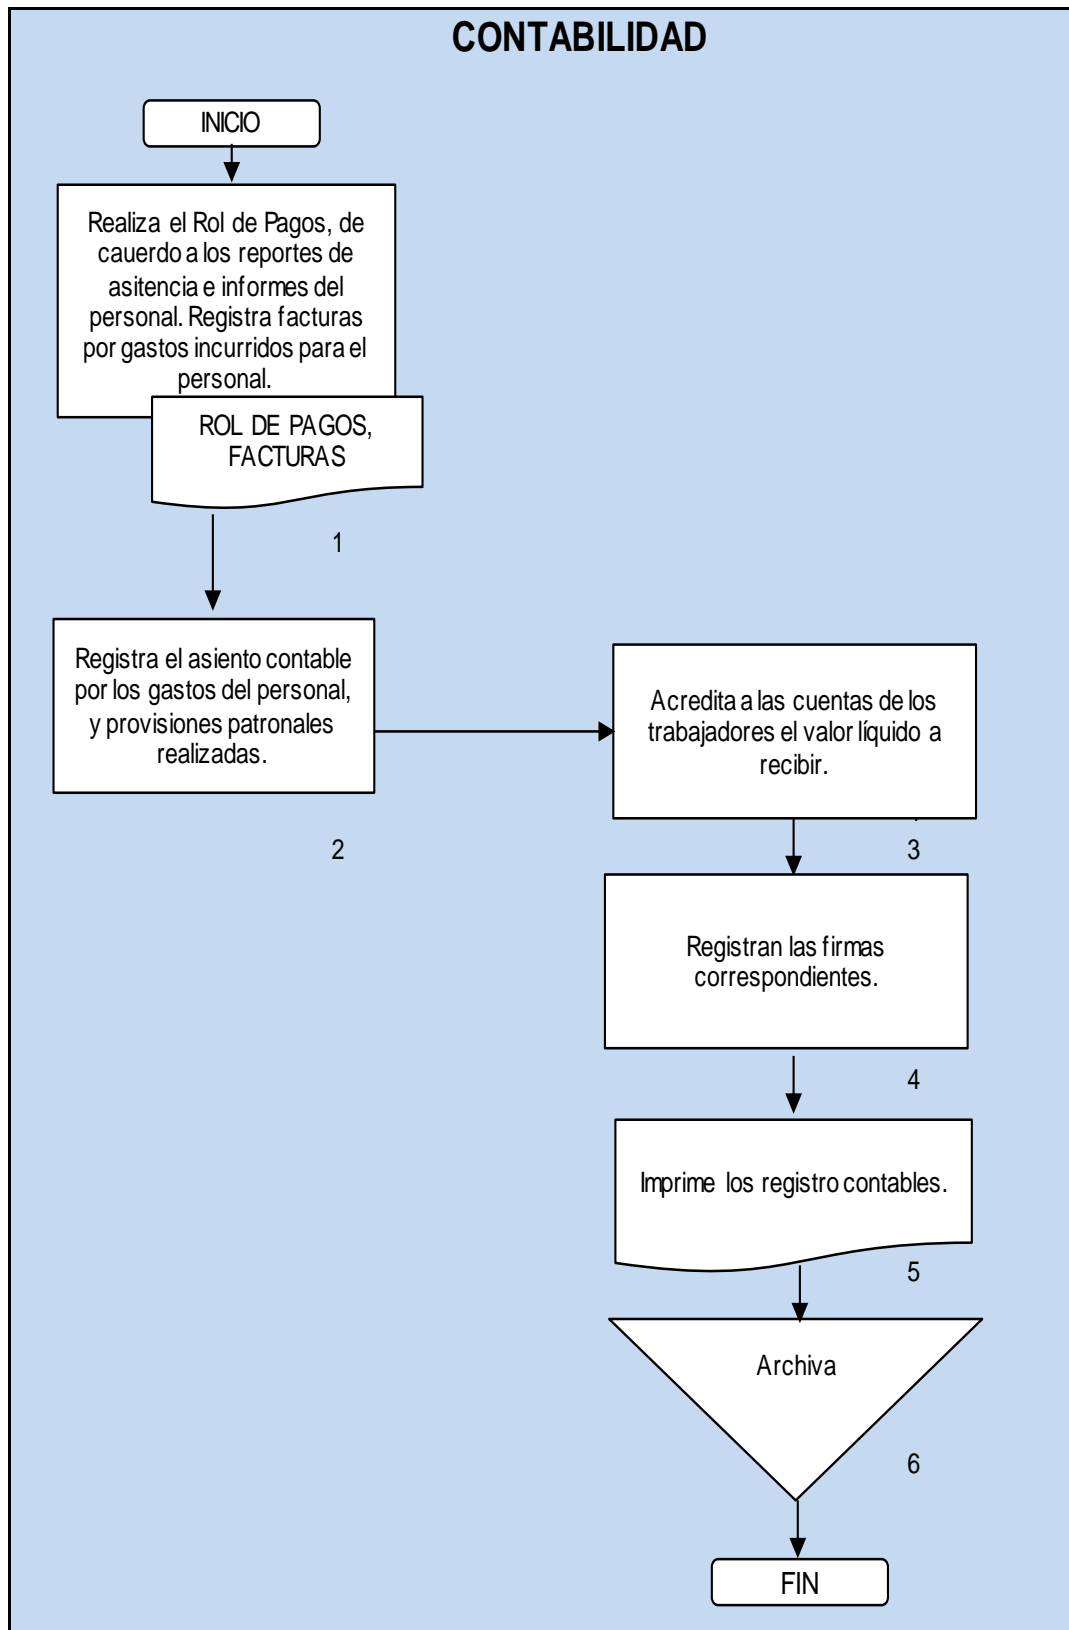 CONTABILIDAD
INICIO
Realiza el Rol de Pagos, de
cauerdo a los reportes de
asitencia e informes del
personal. Registra facturas
por gastos incurridos para el
personal.
ROL DE PAGOS,
FACTURAS
1
Registra el asiento contable
por los gastos del personal,
y provisiones patronales
realizadas.
2
Acredita a las cuentas de los
trabajadores el valor líquido a
recibir.
3
Registran las firmas
correspondientes.
4
Imprime los registro contables.
5
Archiva
6
FIN